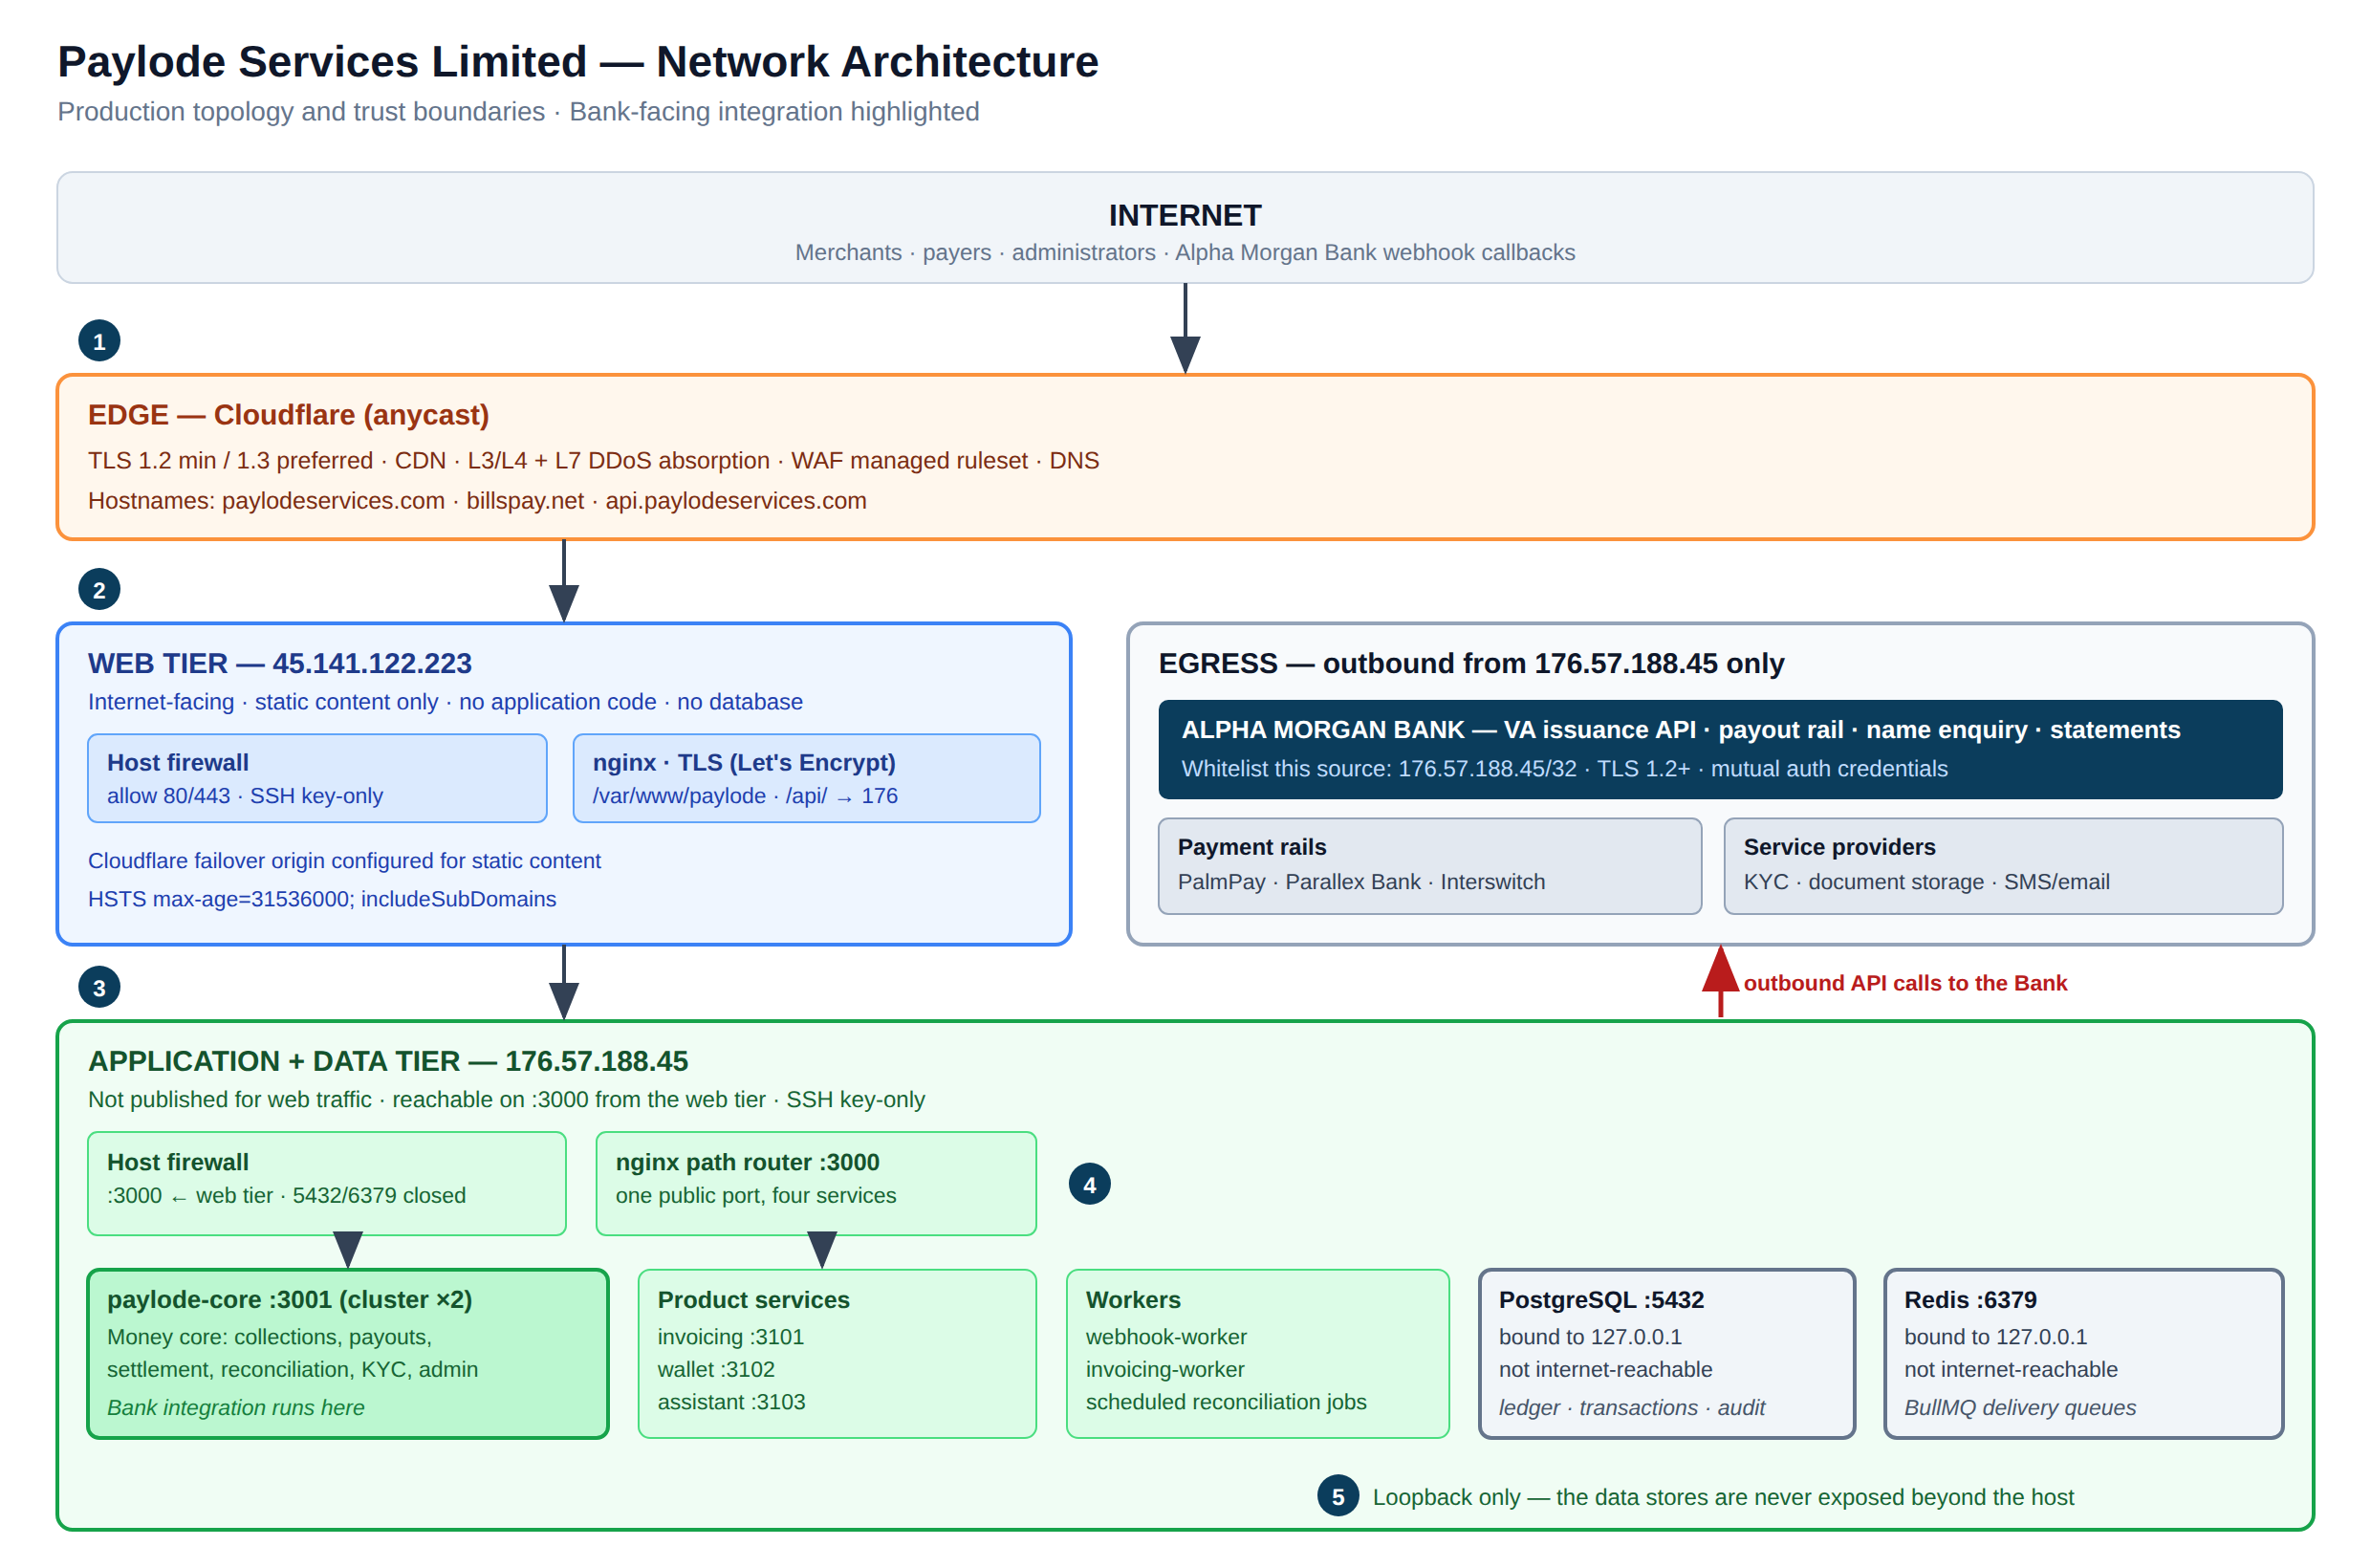 Paylode Services Limited — Network Architecture
Production topology and trust boundaries · Bank-facing integration highlighted
INTERNET
Merchants · payers · administrators · Alpha Morgan Bank webhook callbacks
1
EDGE — Cloudflare (anycast)
TLS 1.2 min / 1.3 preferred · CDN · L3/L4 + L7 DDoS absorption · WAF managed ruleset · DNS
Hostnames: paylodeservices.com · billspay.net · api.paylodeservices.com
2
WEB TIER — 45.141.122.223
Internet-facing · static content only · no application code · no database
Host firewall
allow 80/443 · SSH key-only
nginx · TLS (Let's Encrypt)
/var/www/paylode · /api/ → 176
Cloudflare failover origin configured for static content
HSTS max-age=31536000; includeSubDomains
EGRESS — outbound from 176.57.188.45 only
ALPHA MORGAN BANK — VA issuance API · payout rail · name enquiry · statements
Whitelist this source: 176.57.188.45/32 · TLS 1.2+ · mutual auth credentials
Payment rails
PalmPay · Parallex Bank · Interswitch
Service providers
KYC · document storage · SMS/email
3
outbound API calls to the Bank
APPLICATION + DATA TIER — 176.57.188.45
Not published for web traffic · reachable on :3000 from the web tier · SSH key-only
Host firewall
:3000 ← web tier · 5432/6379 closed
nginx path router :3000
one public port, four services
4
paylode-core :3001 (cluster ×2)
Money core: collections, payouts,
settlement, reconciliation, KYC, admin
Bank integration runs here
Product services
invoicing :3101
wallet :3102
assistant :3103
Workers
webhook-worker
invoicing-worker
scheduled reconciliation jobs
PostgreSQL :5432
bound to 127.0.0.1
not internet-reachable
ledger · transactions · audit
Redis :6379
bound to 127.0.0.1
not internet-reachable
BullMQ delivery queues
5
Loopback only — the data stores are never exposed beyond the host